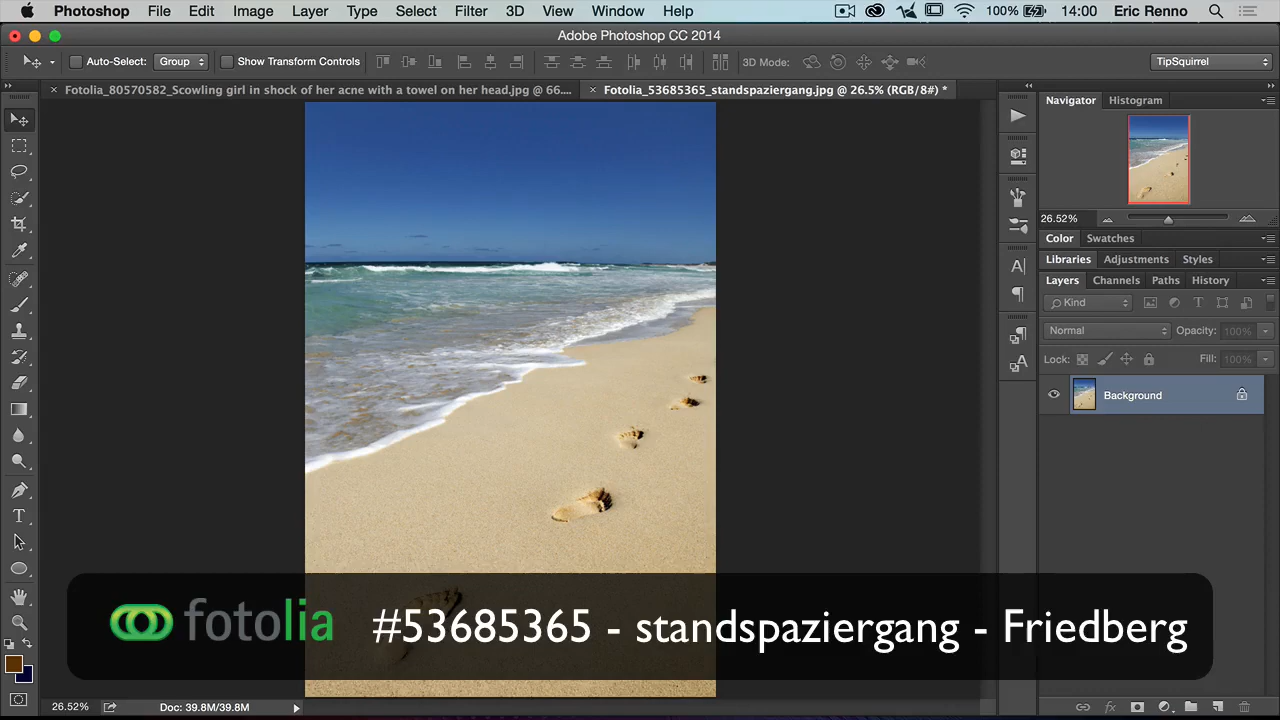 Photoshop File Edit Image Layer Type Select Filter 3D View Window Help 100% 14:00 Eric Renno
Adobe Photoshop CC 2014
Auto-Select: Group Show Transform Controls 3D Mode: TipSquirrel
Fotolia_80570582_Scowling girl in shock of her acne with a towel on her head.jpg @ 66.... Fotolia_53685365_standspaziergang.jpg @ 26.5% (RGB/8#) *
Navigator Histogram
26.52%
Color Swatches
Libraries Adjustments Styles
Layers Channels Paths History
Kind
Normal Opacity: 100%
Lock: Fill: 100%
Background
fotolia #53685365 - standspaziergang - Friedberg
26.52% Doc: 39.8M/39.8M